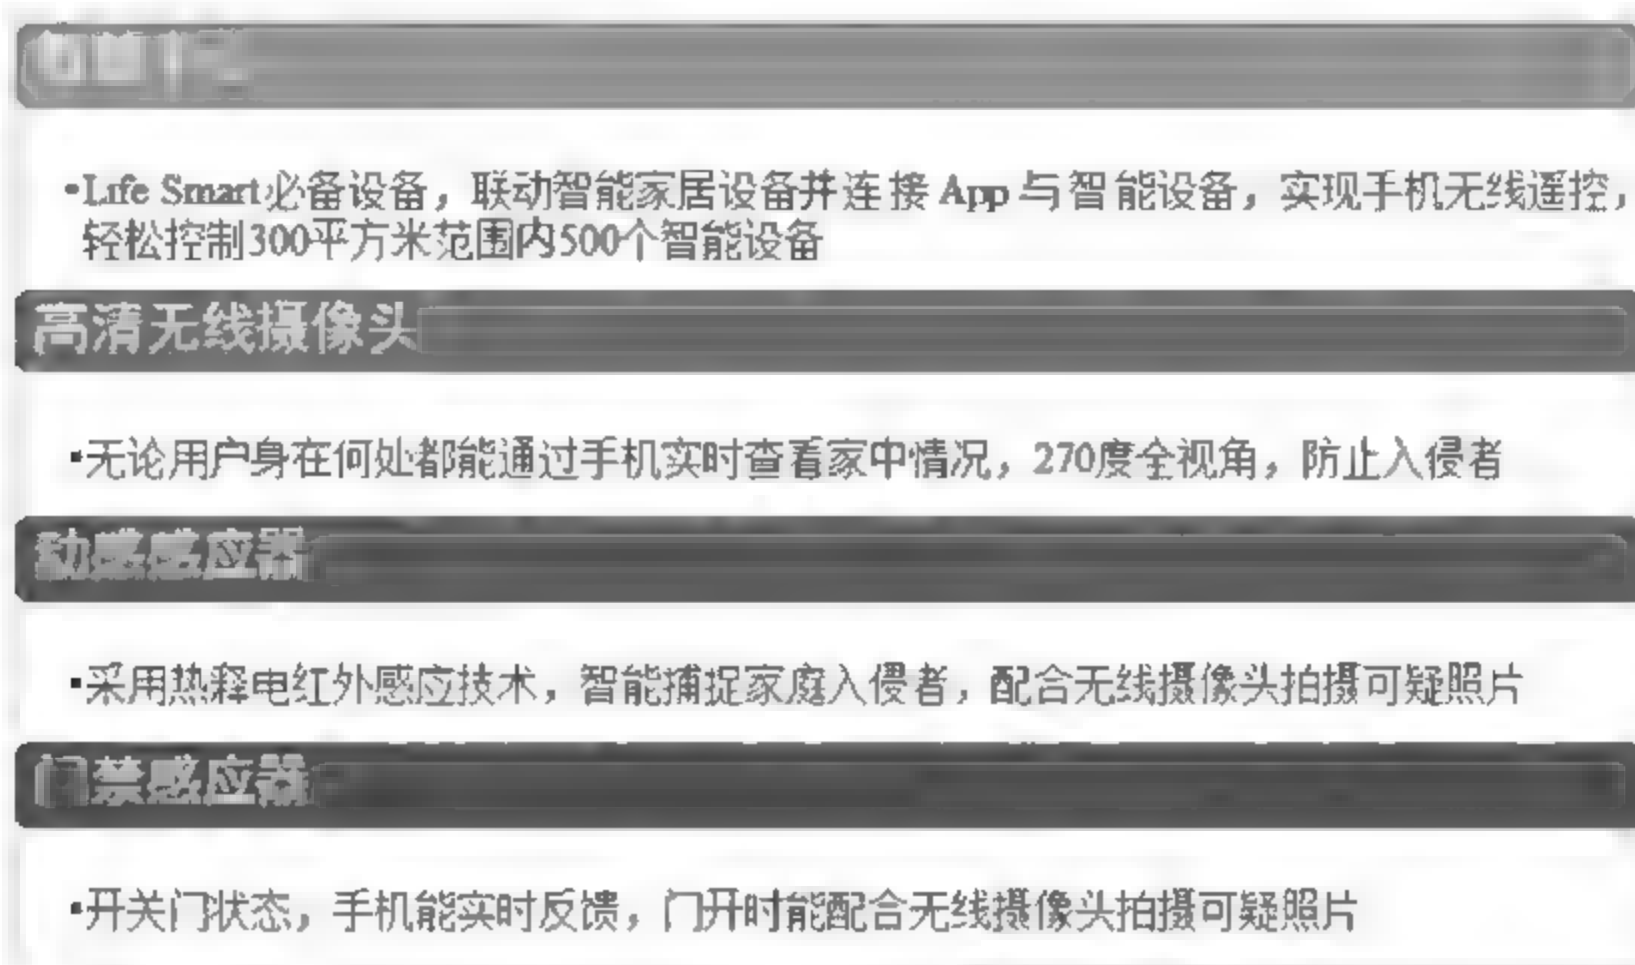 •Life Smart必备设备，联动智能家居设备并连接App与智能设备，实现手机无线遥控，
轻松控制300平方米范围内500个智能设备
高清无线摄像头
•无论用户身在何处都能通过手机实时查看家中情况，270度全视角，防止入侵者
动感感应器
•采用热释电红外感应技术，智能捕捉家庭入侵者，配合无线摄像头拍摄可疑照片
门禁感应器
•开关门状态，手机能实时反馈，门开时能配合无线摄像头拍摄可疑照片